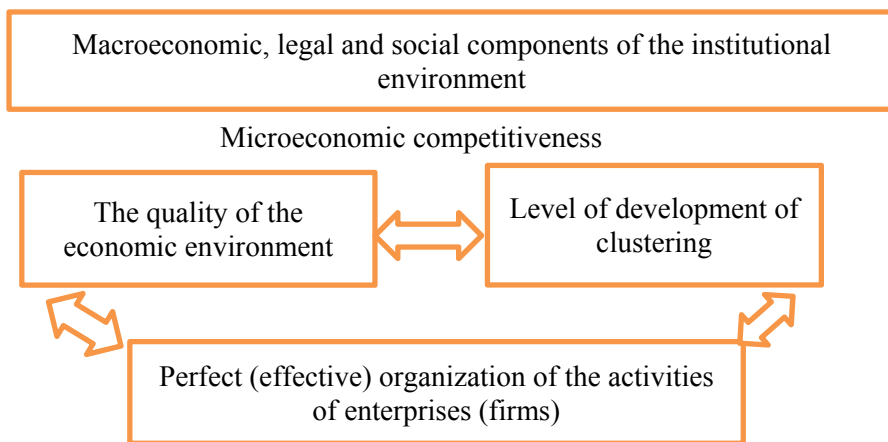 Macroeconomic, legal and social components of the institutional
environment
Microeconomic competitiveness
The quality of the
economic environment
Level of development of
clustering
Perfect (effective) organization of the activities
of enterprises (firms)